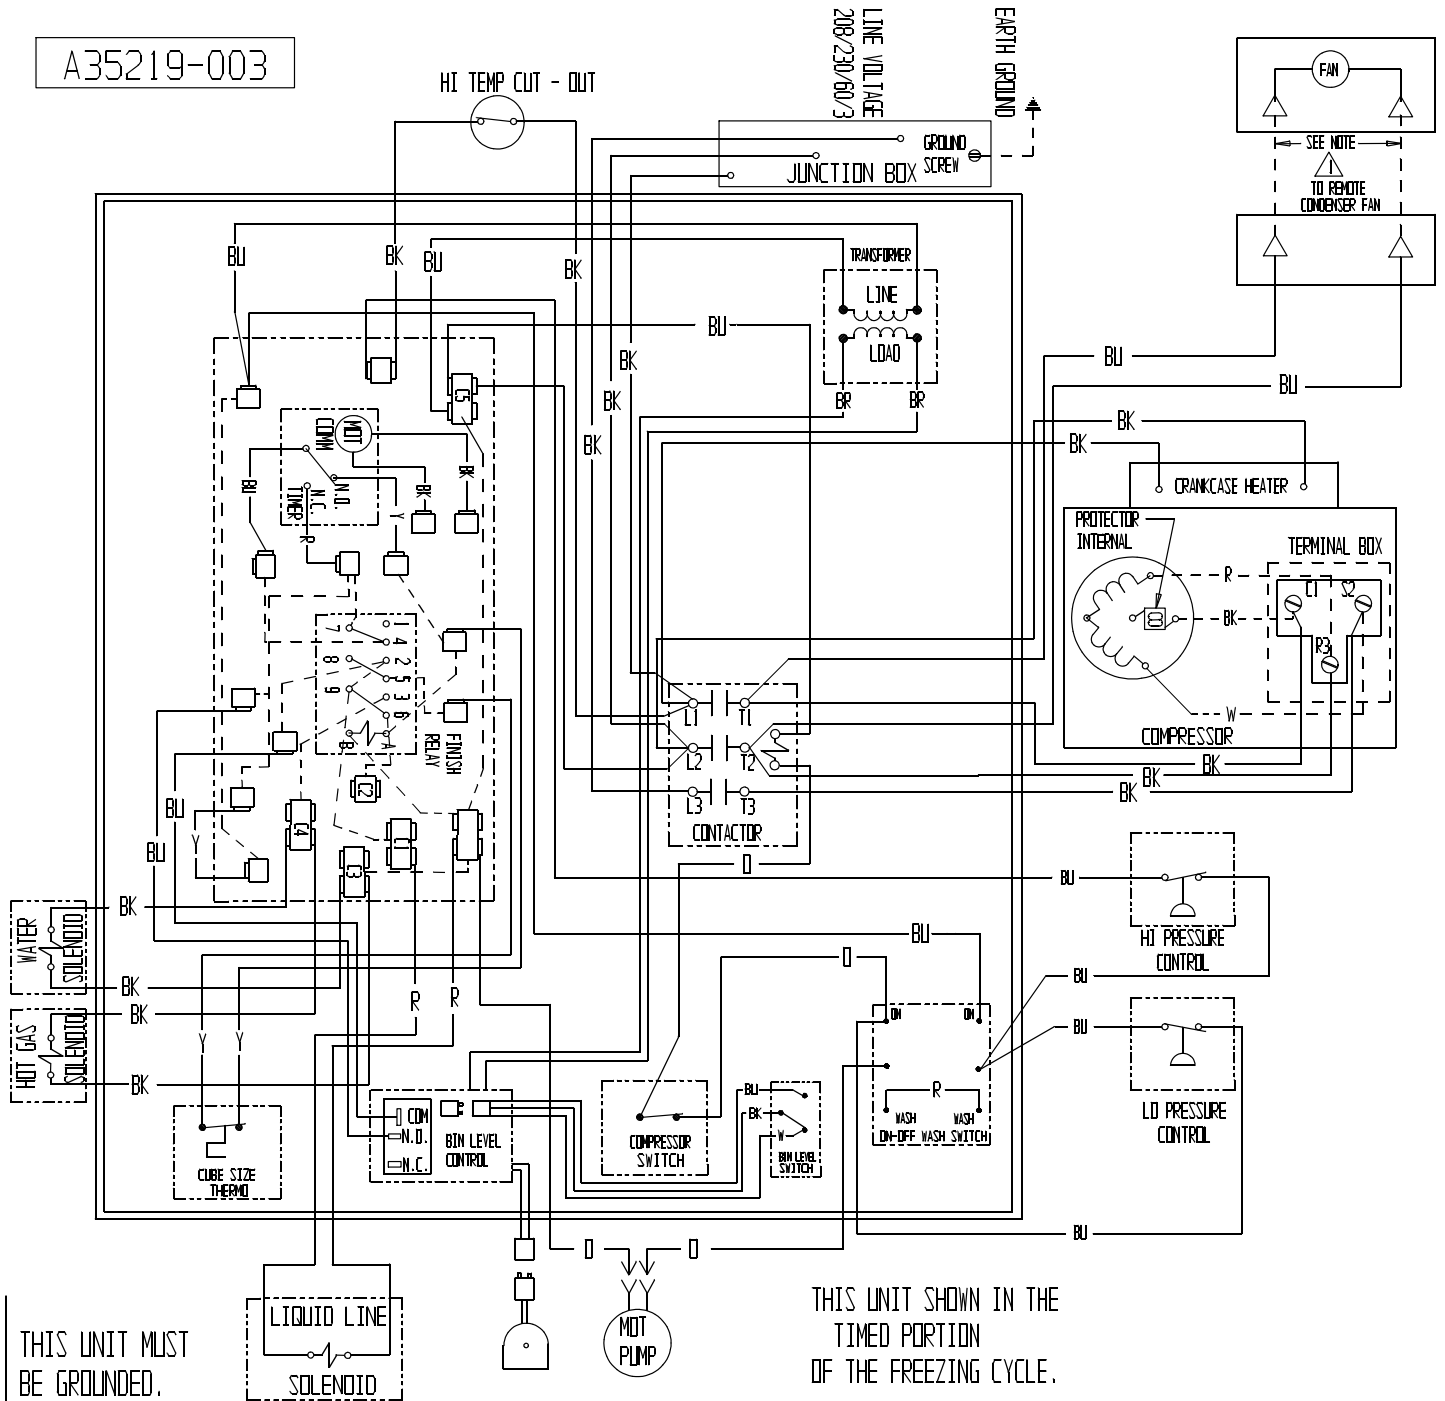 A35219-003
HI TEMP CUT - OUT
LINE VOLTAGE
208/230/60/3
EARTH GROUND
GROUND
SCREW
JUNCTION BOX
FAN
SEE NOTE
!
TO REMOTE
CONDENSER FAN
BU
BK
BU
BK
TRANSFORMER
LINE
LOAD
BU
BK
BK
BK
BR
BR
BU
BU
BK
BK
C5
MOT
COMM
N.O.
N.C.
TIMER
BU
BK
BK
Y
R
CRANKCASE HEATER
PROTECTOR
INTERNAL
TERMINAL BOX
R
BK
W
C1
S2
R3
COMPRESSOR
1
4
2
5
3
6
7
8
9
A
B
FINISH
RELAY
L1
T1
L2
T2
L3
T3
CONTACTOR
BK
BK
BK
C2
C4
C1
C3
BU
BU
Y
O
BU
HI PRESSURE
CONTROL
BU
BU
LO PRESSURE
CONTROL
BU
WATER
SOLENOID
BK
BK
HOT GAS
SOLENOID
BK
BK
R
R
Y
Y
BU
O
ON
ON
R
WASH
WASH
ON-OFF WASH SWITCH
CUBE SIZE
THERMO
COM
N.O.
N.C.
BIN LEVEL
CONTROL
COMPRESSOR
SWITCH
BU
BK
W
BIN LEVEL
SWITCH
O
O
MOT
PUMP
LIQUID LINE
SOLENOID
THIS UNIT MUST
BE GROUNDED.
THIS UNIT SHOWN IN THE
TIMED PORTION
OF THE FREEZING CYCLE.